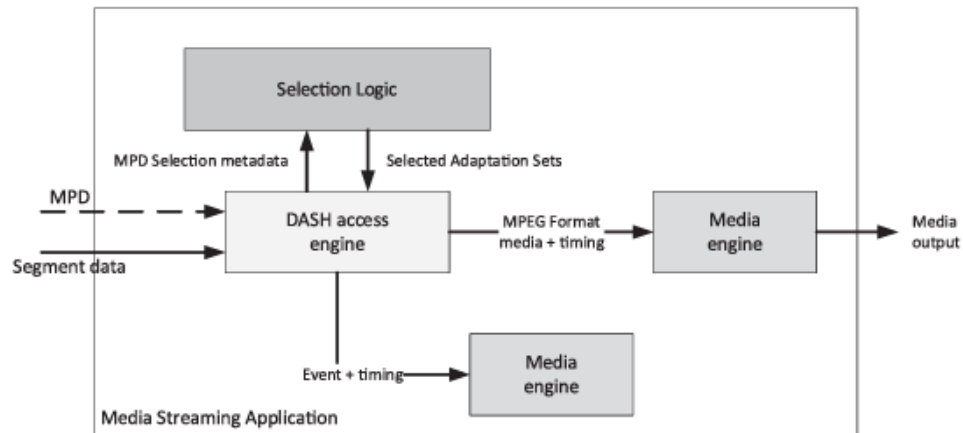 Selection Logic
MPD Selection metadata
Selected Adaptation Sets
MPD
DASH access
engine
MPEG Format
media + timing
Media
engine
Media
output
Segment data
Event + timing
Media
engine
Media Streaming Application